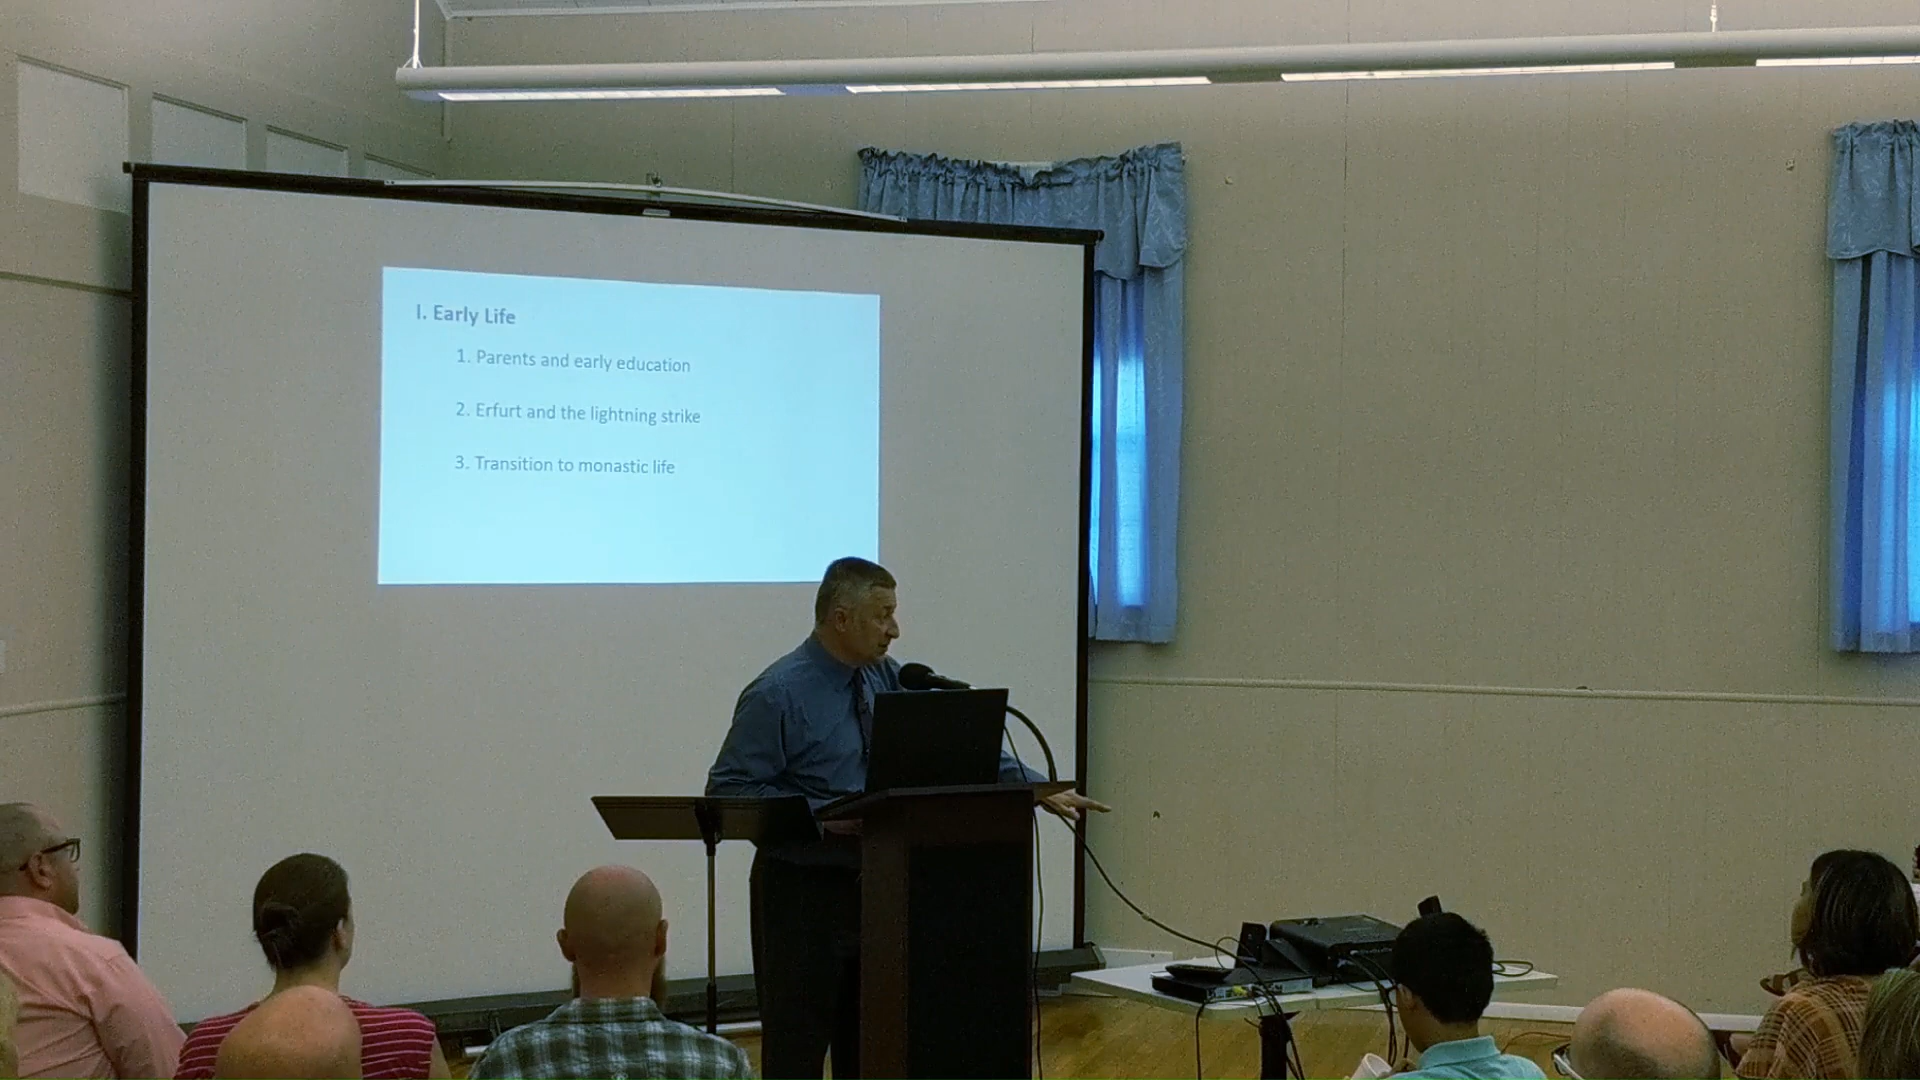 I. Early Life
1. Parents and early education
2. Erfurt and the lightning strike
3. Transition to monastic life